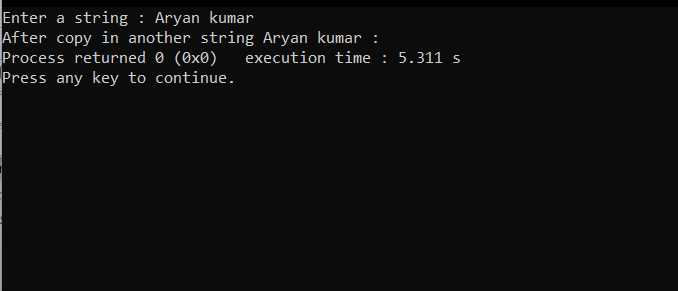 Enter a string : Aryan kumar
After copy in another string Aryan kumar :
Process returned 0 (0x0)   execution time : 5.311 s
Press any key to continue.